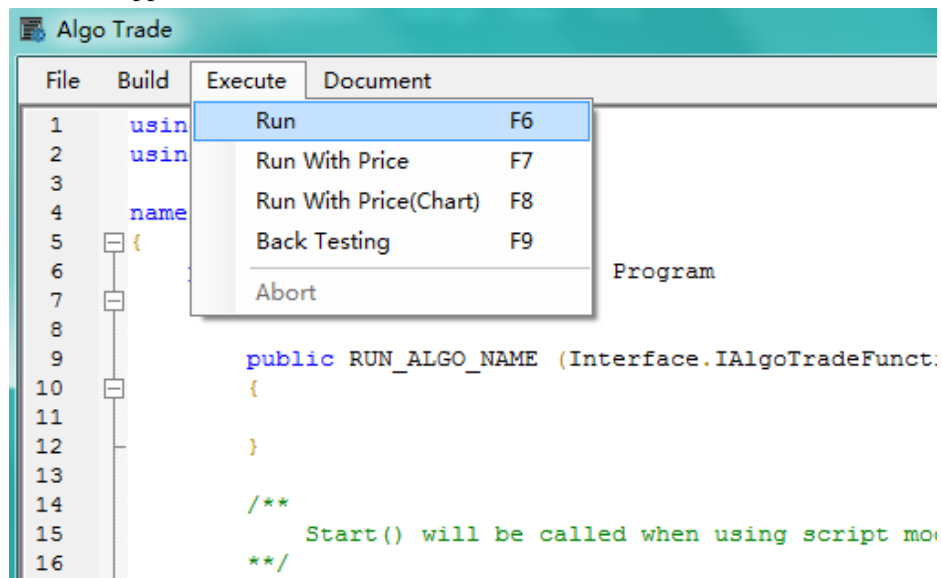 Algo Trade
File Build Execute Document
Run F6
Run With Price F7
Run With Price(Chart) F8
Back Testing F9
Abort
1 usin
2 usin
3
4 name
5 {
6 Program
7
8
9 public RUN_ALGO_NAME (Interface.IAlgoTradeFuncti
10 {
11
12 }
13
14 /**
15 Start() will be called when using script mod
16 **/